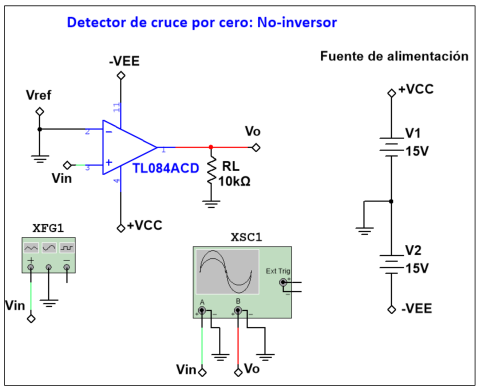 Detector de cruce por cero: No-inversor
Fuente de alimentación
-VEE
+VCC
Vref
11
2
Vo
V1
15V
1
TL084ACD
RL
10kΩ
Vin
3
4
+VCC
XFG1
XSC1
V2
15V
Ext Trig
+
-
A
B
-VEE
Vin
Vin
Vo